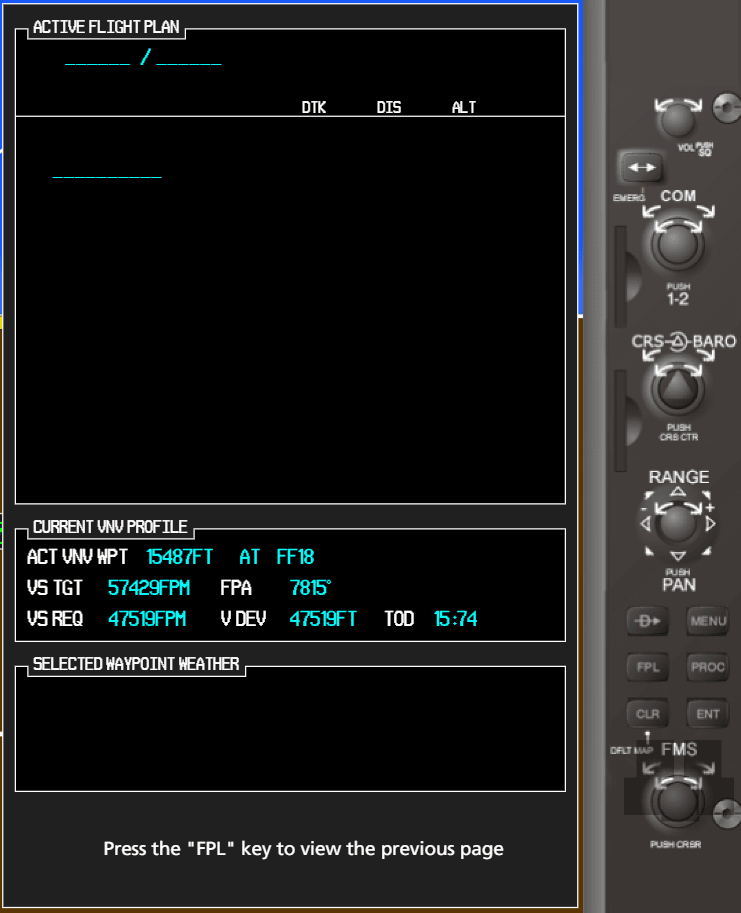 ACTIVE FLIGHT PLAN
______ / ______
DTK DIS ALT
__________
CURRENT VNV PROFILE
ACT VNV WPT 15487FT AT FF18
VS TGT 57429FPM FPA 7815°
VS REQ 47519FPM V DEV 47519FT TOD 15:74
SELECTED WAYPOINT WEATHER
Press the "FPL" key to view the previous page
VOL PUSH SQ
EMERG
COM
PUSH
1-2
CRS BARO
PUSH
CRS CTR
RANGE
- +
PUSH
PAN
D MENU
FPL PROC
CLR ENT
DFLT MAP FMS
PUSH CRSR